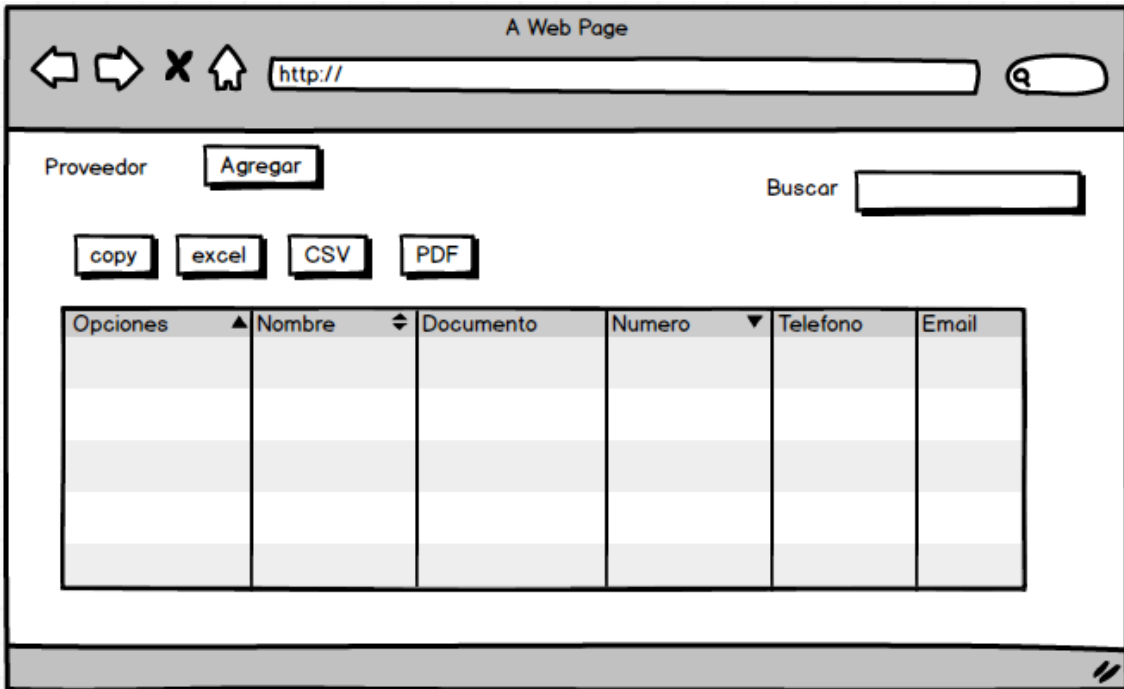 A Web Page
http://
Proveedor Agregar
Buscar
copy excel CSV PDF
Opciones Nombre Documento Numero Telefono Email